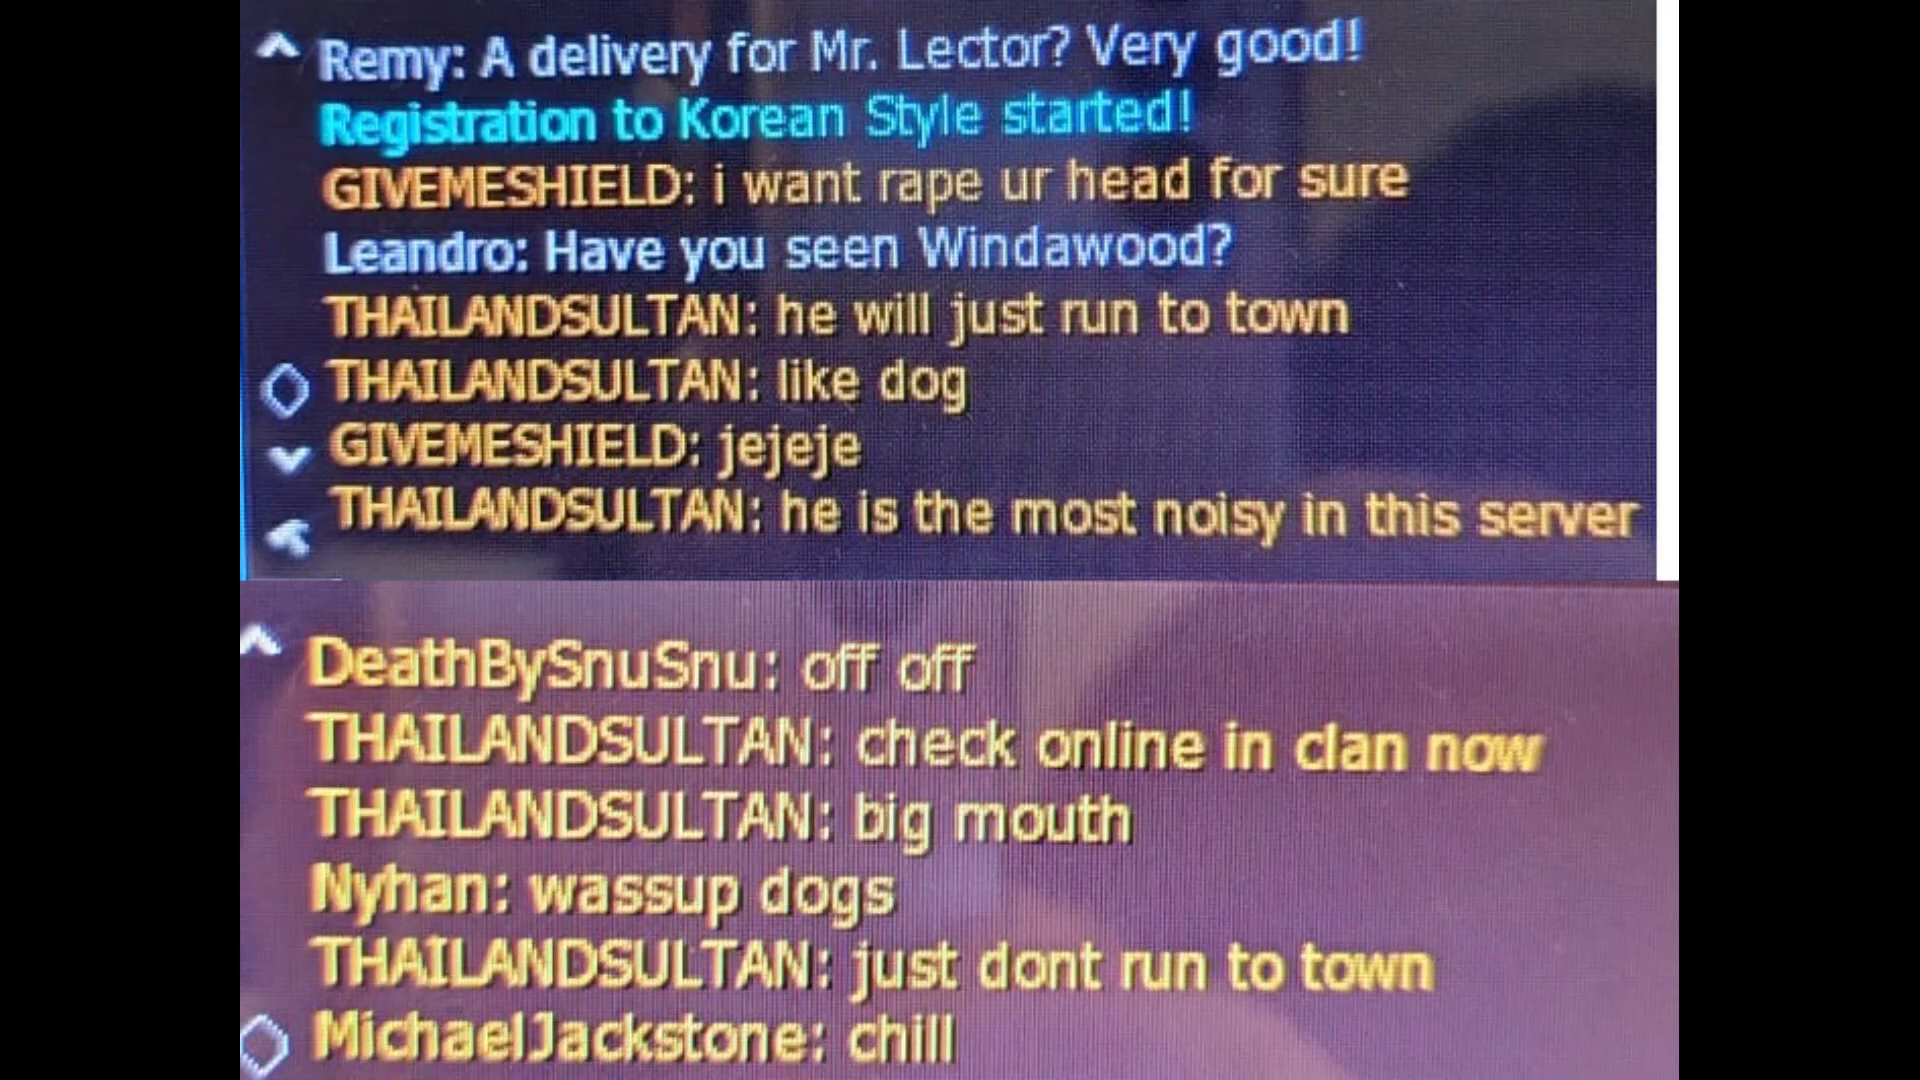 Remy: A delivery for Mr. Lector? Very good!
Registration to Korean Style started!
GIVEMESHIELD: i want rape ur head for sure
Leandro: Have you seen Windawood?
THAILANDSULTAN: he will just run to town
THAILANDSULTAN: like dog
GIVEMESHIELD: jejeje
THAILANDSULTAN: he is the most noisy in this server
DeathBySnuSnu: off off
THAILANDSULTAN: check online in clan now
THAILANDSULTAN: big mouth
Nyhan: wassup dogs
THAILANDSULTAN: just dont run to town
MichaelJackstone: chill